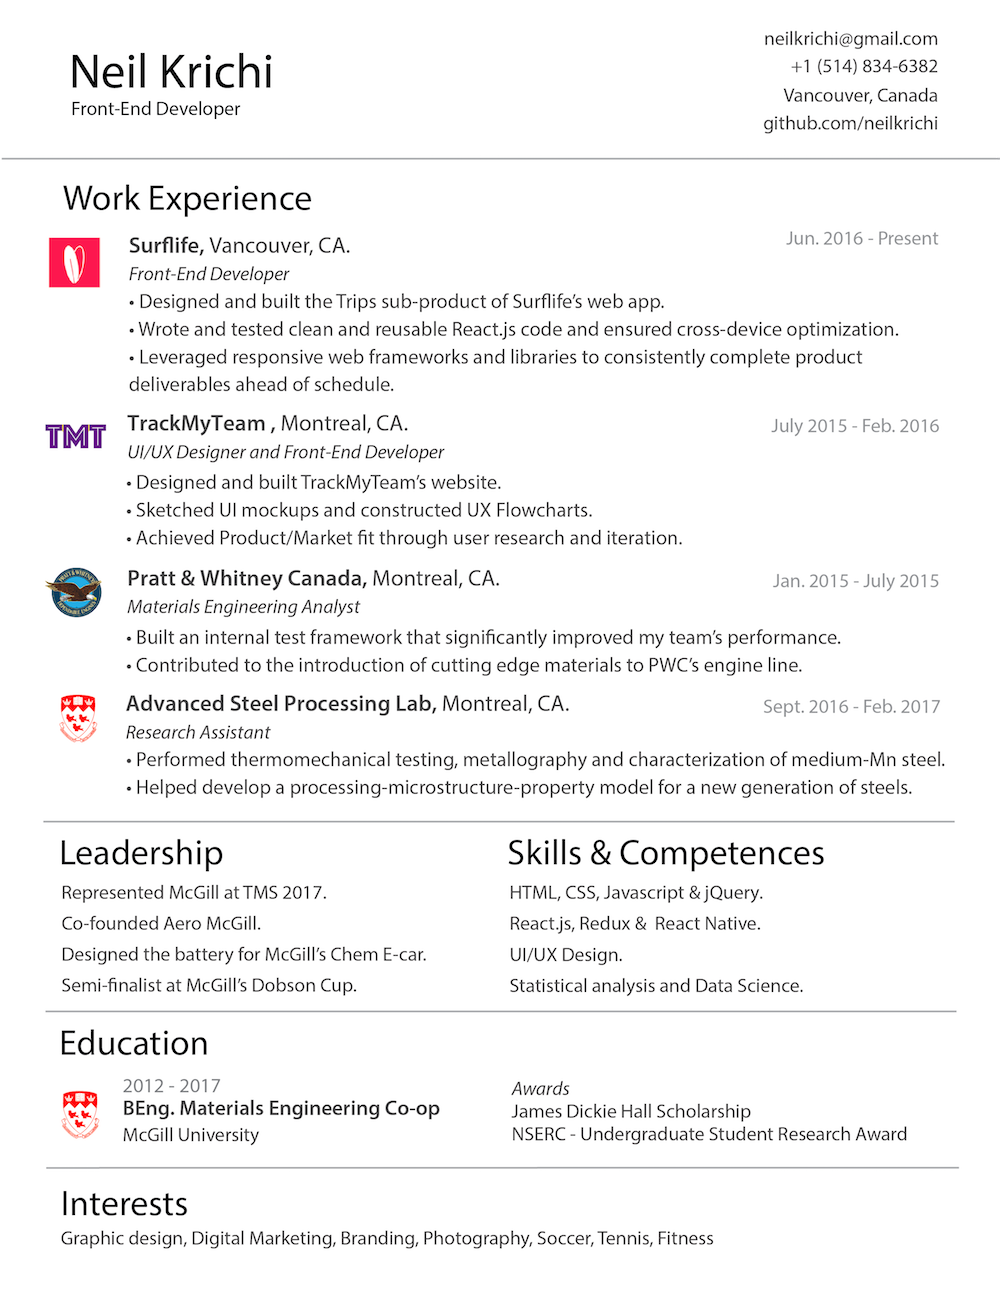 Neil Krichi
Front-End Developer
neilkrichi@gmail.com
+1 (514) 834-6382
Vancouver, Canada
github.com/neilkrichi
Work Experience
Surflife, Vancouver, CA.
Jun. 2016 - Present
Front-End Developer
• Designed and built the Trips sub-product of Surflife's web app.
• Wrote and tested clean and reusable React.js code and ensured cross-device optimization.
• Leveraged responsive web frameworks and libraries to consistently complete product
deliverables ahead of schedule.
TMT
TrackMyTeam , Montreal, CA.
July 2015 - Feb. 2016
UI/UX Designer and Front-End Developer
• Designed and built TrackMyTeam's website.
• Sketched UI mockups and constructed UX Flowcharts.
• Achieved Product/Market fit through user research and iteration.
Pratt & Whitney Canada, Montreal, CA.
Jan. 2015 - July 2015
Materials Engineering Analyst
• Built an internal test framework that significantly improved my team's performance.
• Contributed to the introduction of cutting edge materials to PWC's engine line.
Advanced Steel Processing Lab, Montreal, CA.
Sept. 2016 - Feb. 2017
Research Assistant
• Performed thermomechanical testing, metallography and characterization of medium-Mn steel.
• Helped develop a processing-microstructure-property model for a new generation of steels.
Leadership
Represented McGill at TMS 2017.
Co-founded Aero McGill.
Designed the battery for McGill's Chem E-car.
Semi-finalist at McGill's Dobson Cup.
Skills & Competences
HTML, CSS, Javascript & jQuery.
React.js, Redux & React Native.
UI/UX Design.
Statistical analysis and Data Science.
Education
2012 - 2017
BEng. Materials Engineering Co-op
McGill University
Awards
James Dickie Hall Scholarship
NSERC - Undergraduate Student Research Award
Interests
Graphic design, Digital Marketing, Branding, Photography, Soccer, Tennis, Fitness